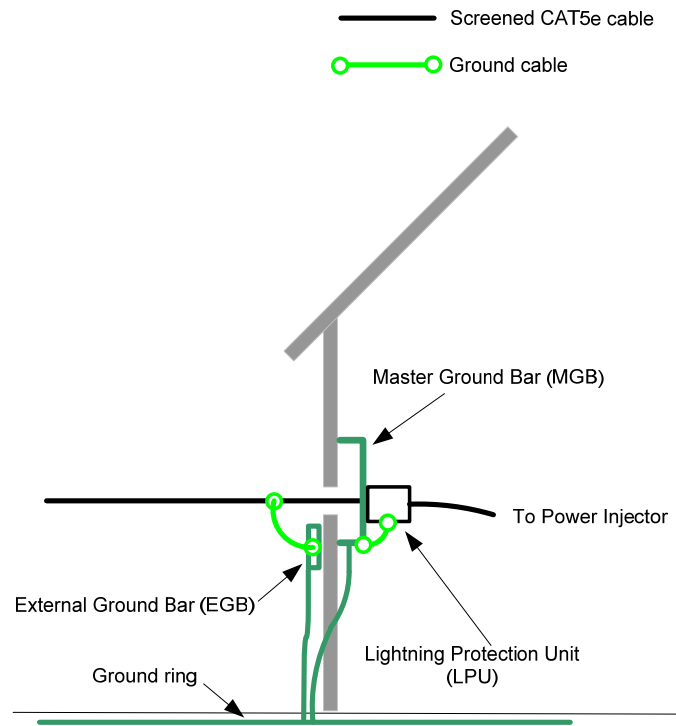 Screened CAT5e cable
Ground cable
Master Ground Bar (MGB)
To Power Injector
External Ground Bar (EGB)
Lightning Protection Unit
(LPU)
Ground ring